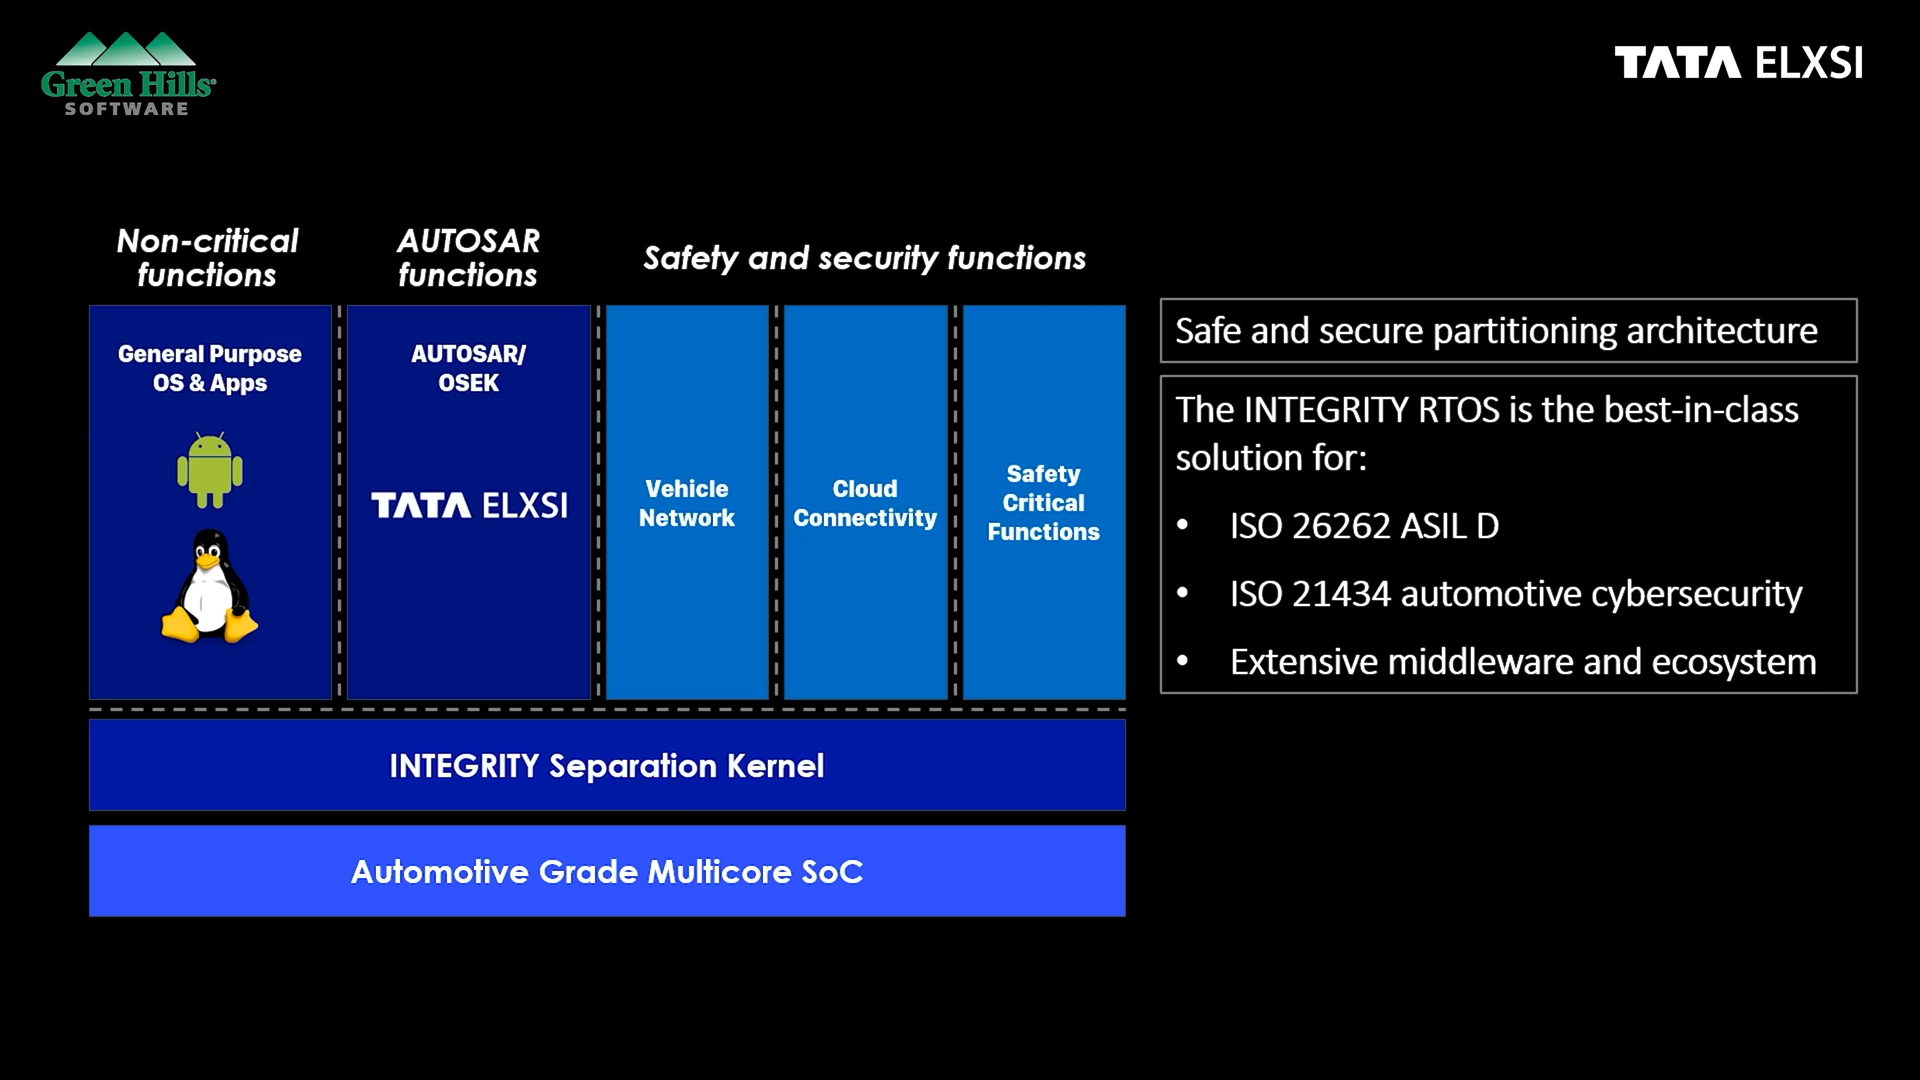 Green Hills®
SOFTWARE
TATA ELXSI
Non-critical
functions
AUTOSAR
functions
Safety and security functions
General Purpose
OS & Apps
AUTOSAR/
OSEK
TATA ELXSI
Vehicle
Network
Cloud
Connectivity
Safety
Critical
Functions
INTEGRITY Separation Kernel
Automotive Grade Multicore SoC
Safe and secure partitioning architecture
The INTEGRITY RTOS is the best-in-class
solution for:
• ISO 26262 ASIL D
• ISO 21434 automotive cybersecurity
• Extensive middleware and ecosystem